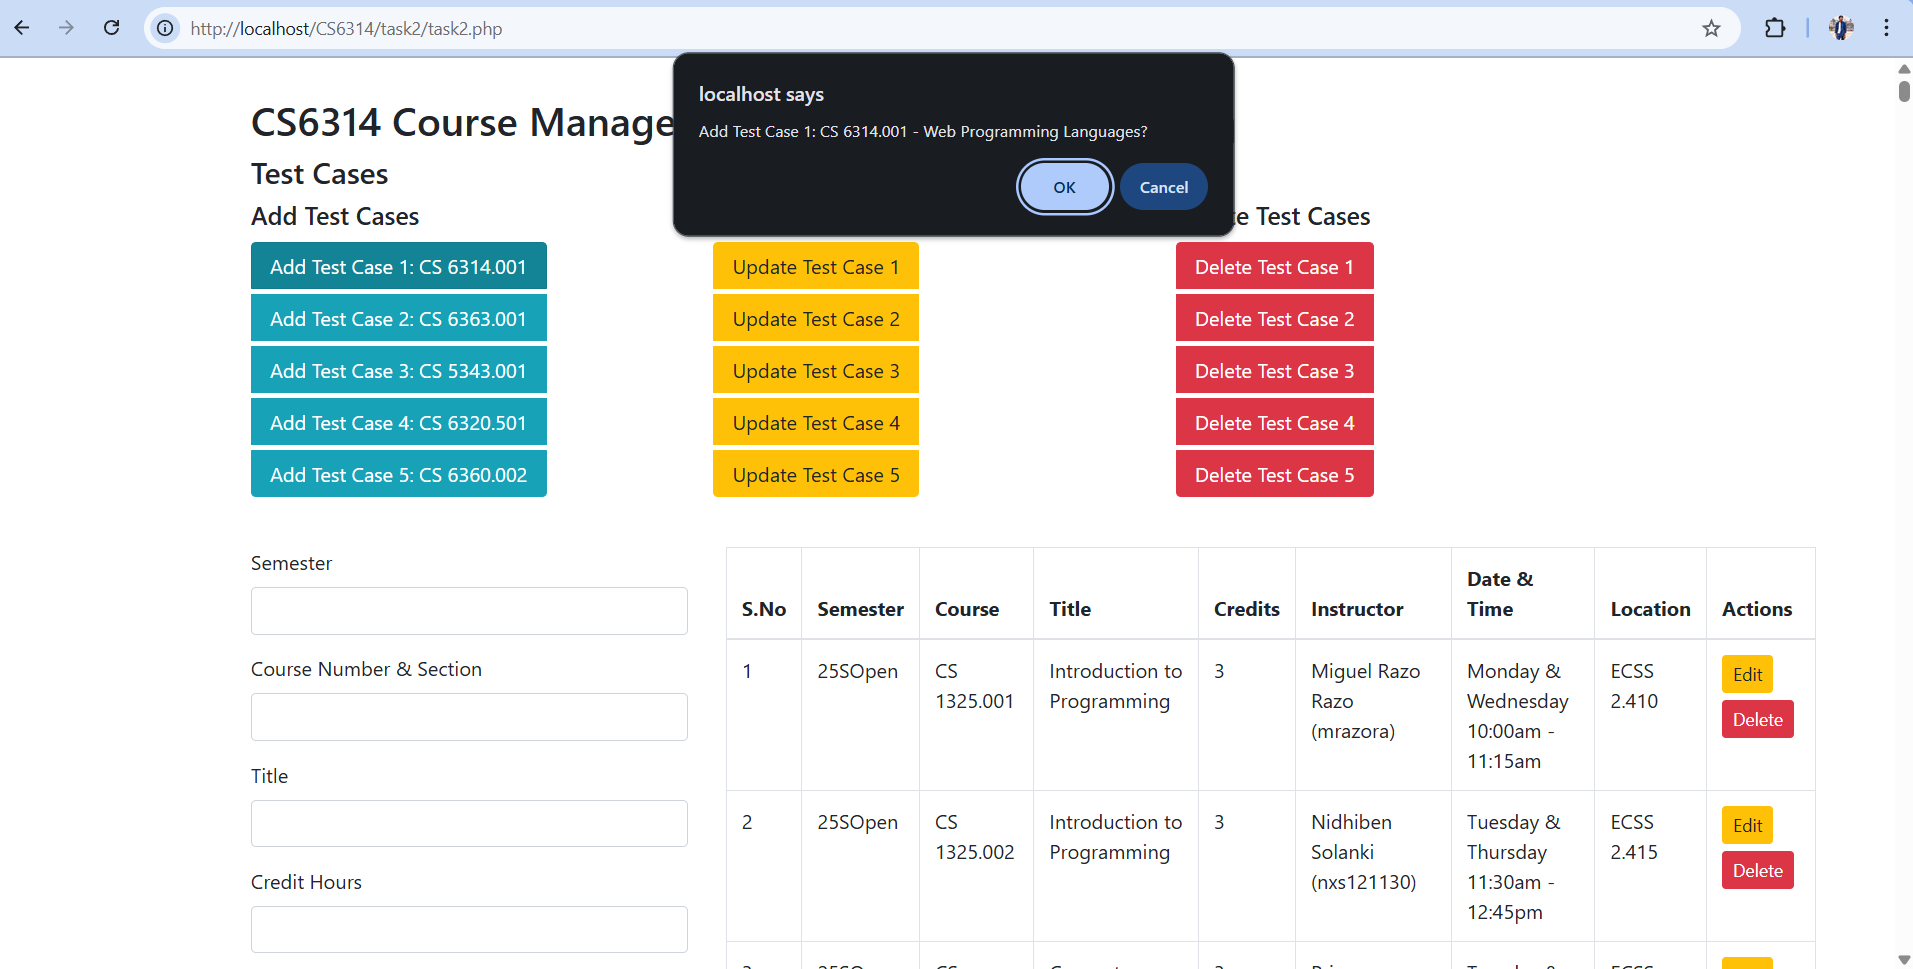 http://localhost/CS6314/task2/task2.php
localhost says
Add Test Case 1: CS 6314.001 - Web Programming Languages?
OK
Cancel
CS6314 Course Manage
Test Cases
Add Test Cases
e Test Cases
Add Test Case 1: CS 6314.001
Add Test Case 2: CS 6363.001
Add Test Case 3: CS 5343.001
Add Test Case 4: CS 6320.501
Add Test Case 5: CS 6360.002
Update Test Case 1
Update Test Case 2
Update Test Case 3
Update Test Case 4
Update Test Case 5
Delete Test Case 1
Delete Test Case 2
Delete Test Case 3
Delete Test Case 4
Delete Test Case 5
Semester
Course Number & Section
Title
Credit Hours
S.No
Semester
Course
Title
Credits
Instructor
Date &
Time
Location
Actions
1
25SOpen
CS
1325.001
Introduction to
Programming
3
Miguel Razo
Razo
(mrazora)
Monday &
Wednesday
10:00am -
11:15am
ECSS
2.410
Edit
Delete
2
25SOpen
CS
1325.002
Introduction to
Programming
3
Nidhiben
Solanki
(nxs121130)
Tuesday &
Thursday
11:30am -
12:45pm
ECSS
2.415
Edit
Delete